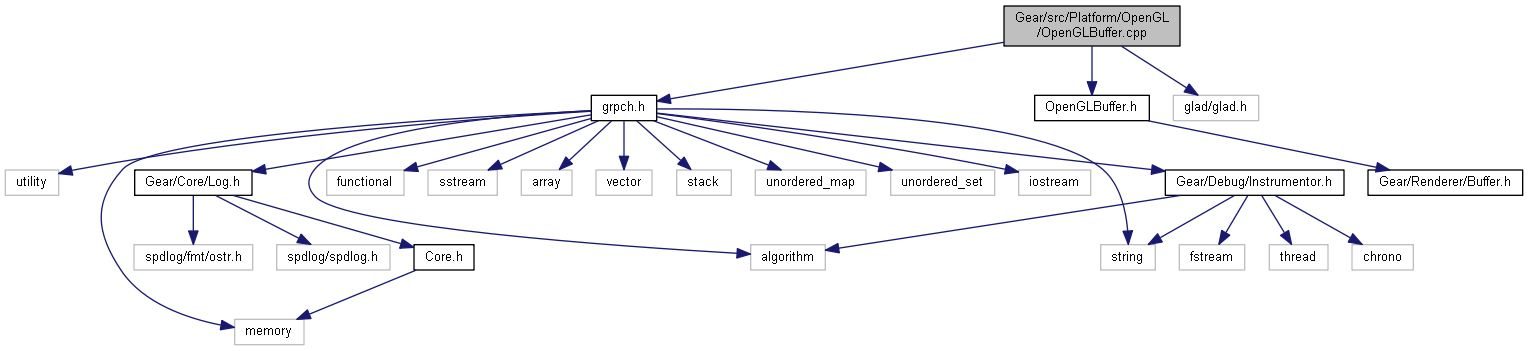 Gear/src/Platform/OpenGL
/OpenGLBuffer.cpp
grpch.h
OpenGLBuffer.h
glad/glad.h
utility
Gear/Core/Log.h
functional
sstream
array
vector
stack
unordered_map
unordered_set
iostream
Gear/Debug/Instrumentor.h
Gear/Renderer/Buffer.h
spdlog/fmt/ostr.h
spdlog/spdlog.h
Core.h
algorithm
string
fstream
thread
chrono
memory